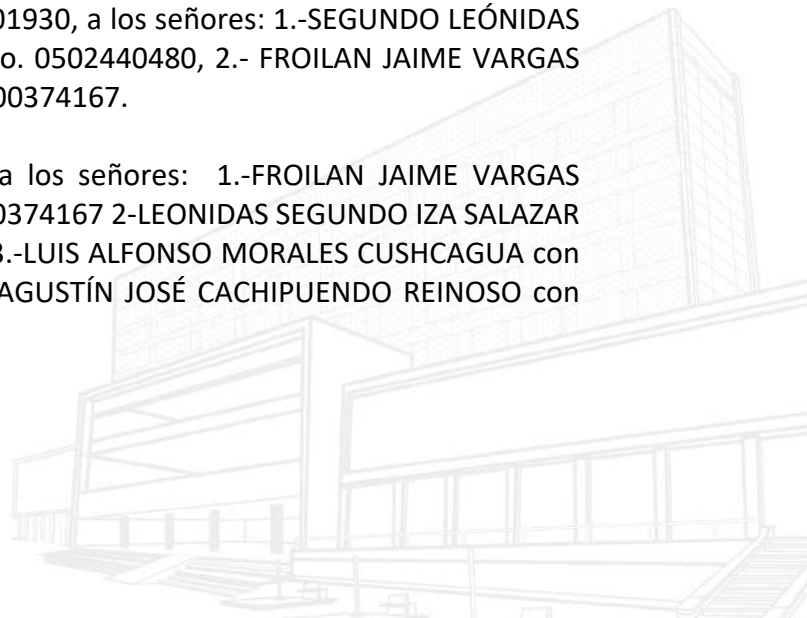 01930, a los señores: 1.-SEGUNDO LEÓNIDAS
o. 0502440480, 2.- FROILAN JAIME VARGAS
00374167.
a los señores: 1.-FROILAN JAIME VARGAS
0374167 2-LEONIDAS SEGUNDO IZA SALAZAR
3.-LUIS ALFONSO MORALES CUSHCAGUA con
AGUSTÍN JOSÉ CACHIPUENDO REINOSO con